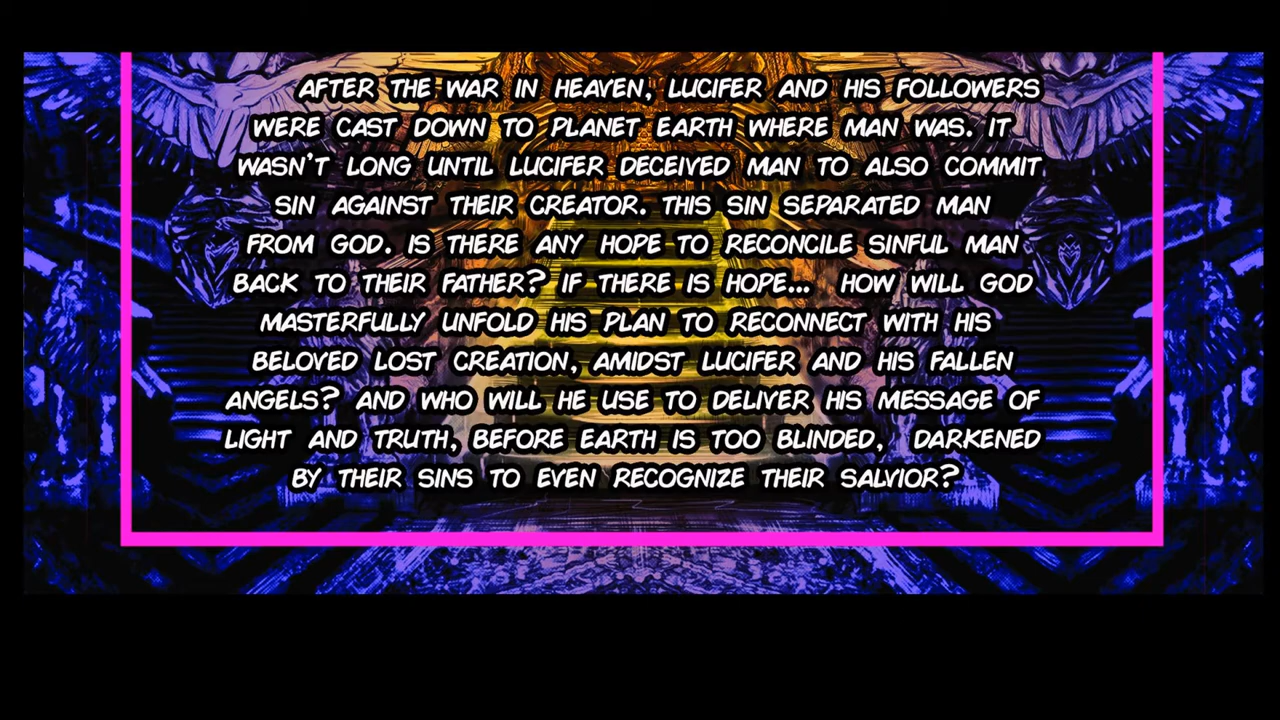 AFTER THE WAR IN HEAVEN, LUCIFER AND HIS FOLLOWERS
WERE CAST DOWN TO PLANET EARTH WHERE MAN WAS. IT
WASN'T LONG UNTIL LUCIFER DECEIVED MAN TO ALSO COMMIT
SIN AGAINST THEIR CREATOR. THIS SIN SEPARATED MAN
FROM GOD. IS THERE ANY HOPE TO RECONCILE SINFUL MAN
BACK TO THEIR FATHER? IF THERE IS HOPE... HOW WILL GOD
MASTERFULLY UNFOLD HIS PLAN TO RECONNECT WITH HIS
BELOVED LOST CREATION, AMIDST LUCIFER AND HIS FALLEN
ANGELS? AND WHO WILL HE USE TO DELIVER HIS MESSAGE OF
LIGHT AND TRUTH, BEFORE EARTH IS TOO BLINDED, DARKENED
BY THEIR SINS TO EVEN RECOGNIZE THEIR SALVIOR?